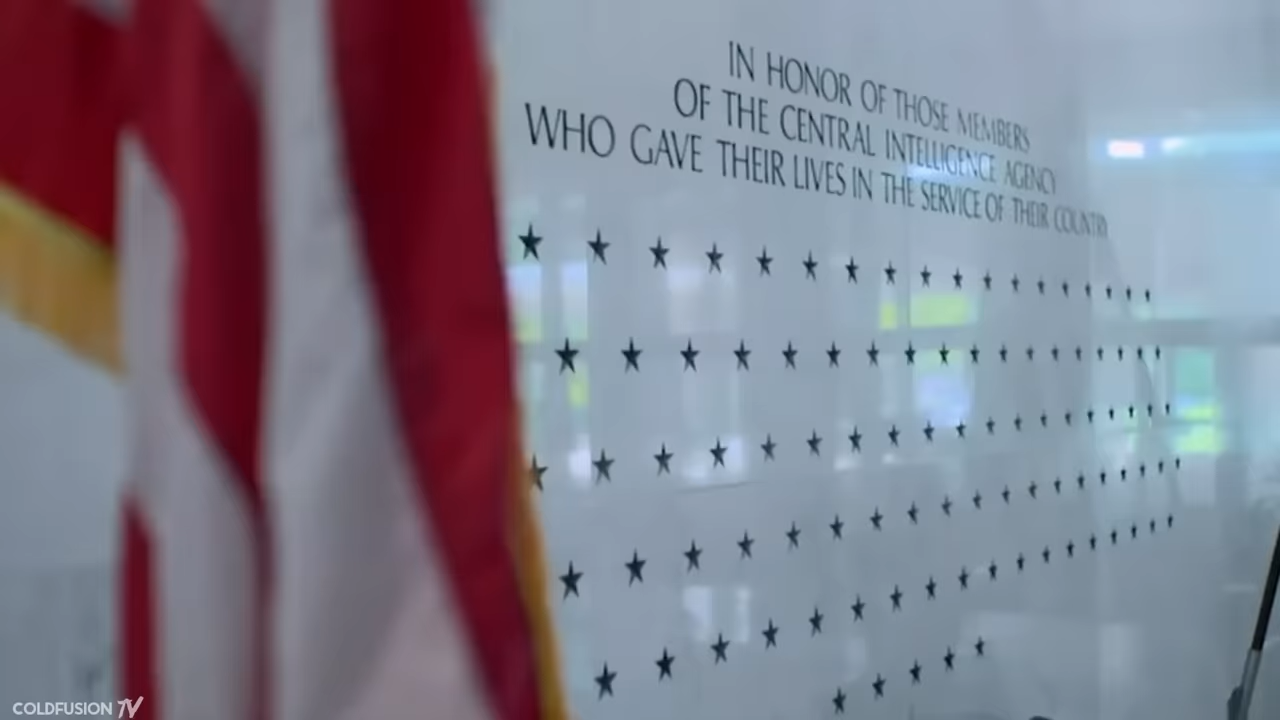 IN HONOR OF THOSE MEMBERS
OF THE CENTRAL INTELLIGENCE AGENCY
WHO GAVE THEIR LIVES IN THE SERVICE OF THEIR COUNTRY
COLDFUSION TV